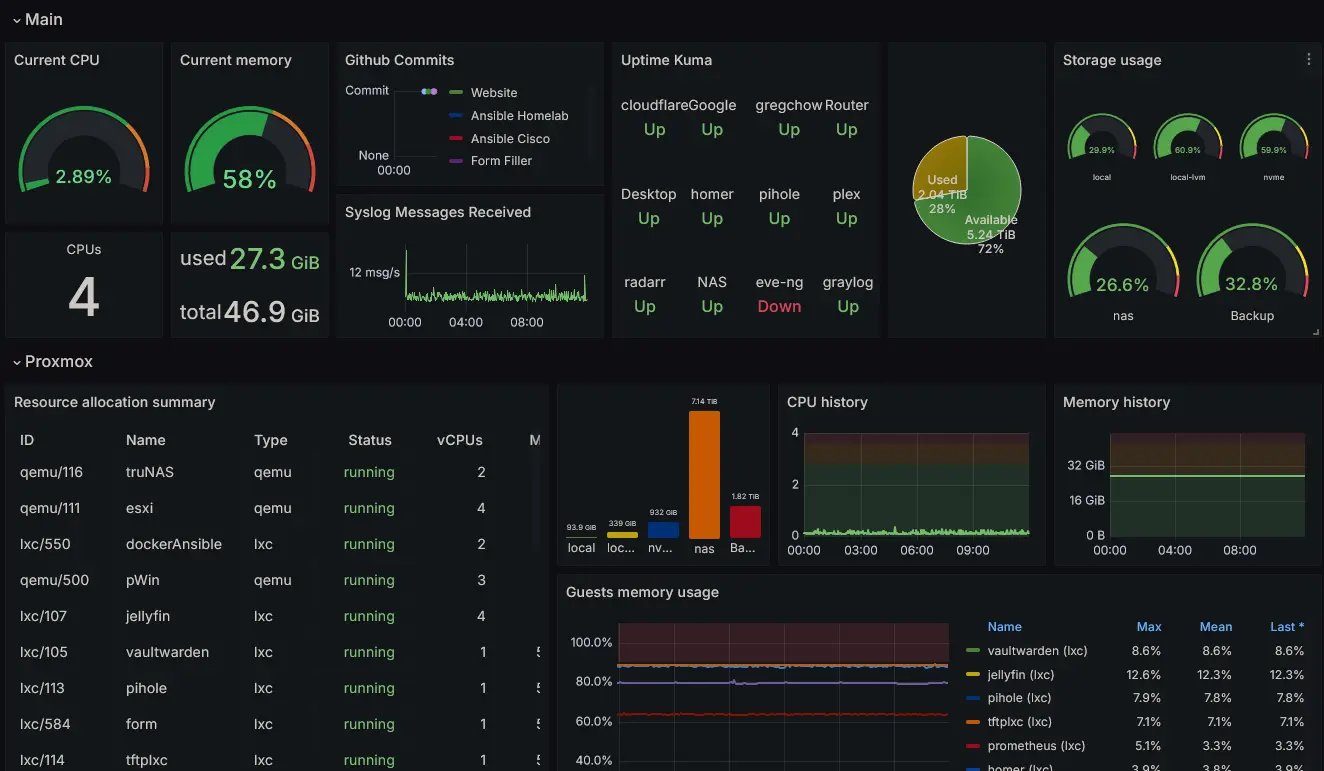 Main
Current CPU
2.89%
CPUs
4
Current memory
58%
used 27.3 GiB
total 46.9 GiB
Github Commits
Commit
None
00:00
Website
Ansible Homelab
Ansible Cisco
Form Filler
Syslog Messages Received
12 msg/s
00:00 04:00 08:00
Uptime Kuma
cloudflare Google gregchow Router
Up Up Up Up
Desktop homer pihole plex
Up Up Up Up
radarr NAS eve-ng graylog
Up Up Down Up
Used
2.04 TiB
28%
Available
5.24 TiB
72%
Storage usage
29.9% 60.9% 59.9%
local local-lvm nvme
26.6% 32.8%
nas Backup
Proxmox
Resource allocation summary
ID Name Type Status vCPUs M
qemu/116 truNAS qemu running 2
qemu/111 esxi qemu running 4
lxc/550 dockerAnsible lxc running 2
qemu/500 pWin qemu running 3
lxc/107 jellyfin lxc running 4
lxc/105 vaultwarden lxc running 1
lxc/113 pihole lxc running 1
lxc/584 form lxc running 1
lxc/114 tftplxc lxc running 1
93.9 GiB 339 GiB 932 GiB 7.14 TiB 1.82 TiB
local loc... nv... nas Ba...
CPU history
4
2
0
00:00 03:00 06:00 09:00
Memory history
32 GiB
16 GiB
0 B
00:00 04:00 08:00
Guests memory usage
100.0%
80.0%
60.0%
40.0%
Name Max Mean Last *
vaultwarden (lxc) 8.6% 8.6% 8.6%
jellyfin (lxc) 12.6% 12.3% 12.3%
pihole (lxc) 7.9% 7.8% 7.8%
tftplxc (lxc) 7.1% 7.1% 7.1%
prometheus (lxc) 5.1% 3.3% 3.3%
homer (lxc) 3.9% 3.8% 3.9%